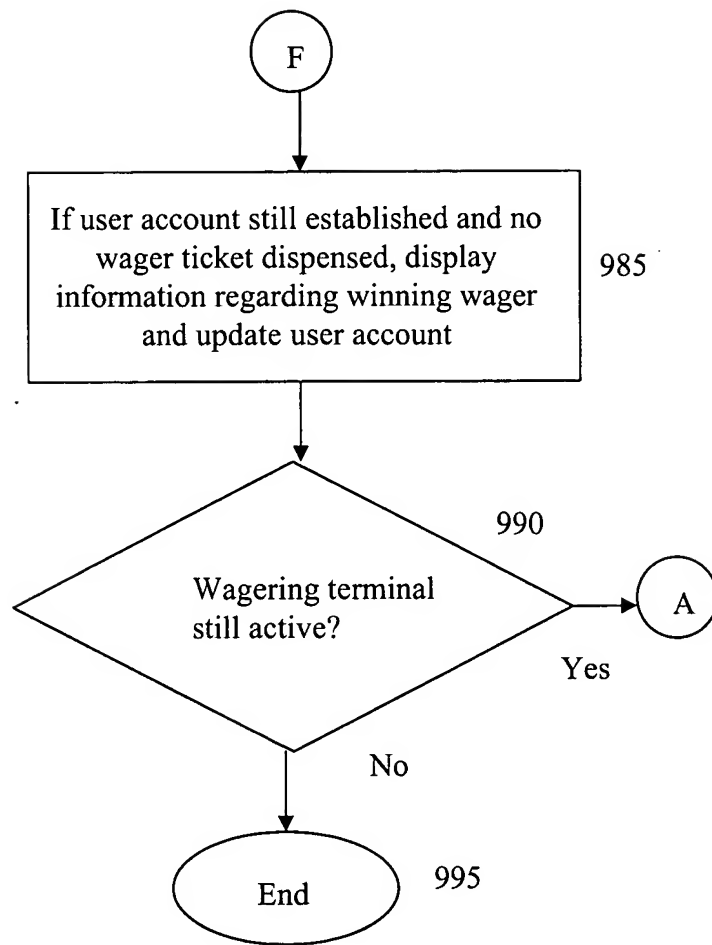 F
If user account still established and no
wager ticket dispensed, display
information regarding winning wager
and update user account
985
990
Wagering terminal
still active?
A
Yes
No
End
995